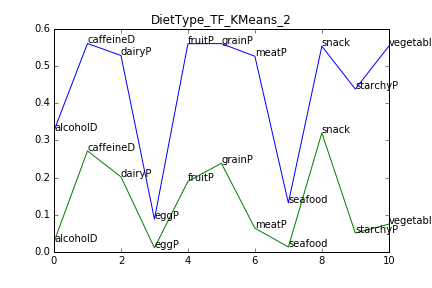 DietType_TF_KMeans_2
0.6
0.5
0.4
0.3
0.2
0.1
0.0
caffeineD
dairyP
fruitP
grainP
meatP
snack
vegetabl
starchyP
alcoholD
eggP
seafood
caffeineD
dairyP
fruitP
grainP
snack
meatP
vegetabl
starchyP
alcoholD
eggP
seafood
0 2 4 6 8 10